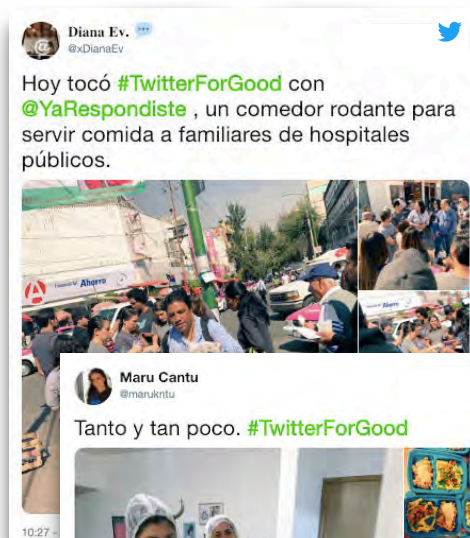 Diana Ev.
@xDianaEv
Hoy tocó #TwitterForGood con
@YaRespondiste , un comedor rodante para
servir comida a familiares de hospitales
públicos.
Ahorro
Ahorro
Maru Cantu
@marukntu
Tanto y tan poco. #TwitterForGood
10:27 -